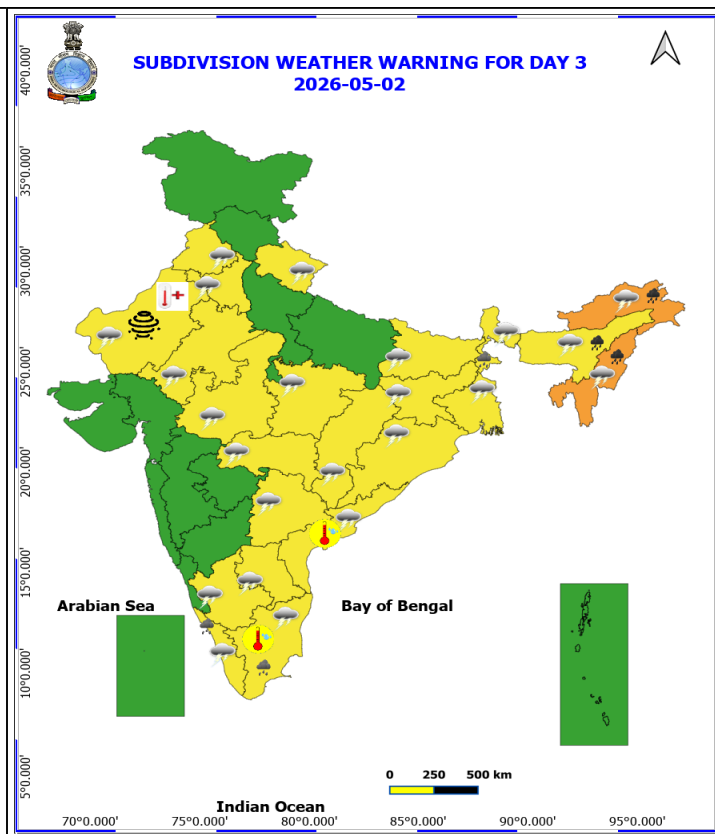 SUBDIVISION WEATHER WARNING FOR DAY 3
2026-05-02
40°0.000'
35°0.000'
30°0.000'
25°0.000'
20°0.000'
15°0.000'
10°0.000'
5°0.000'
Arabian Sea
Bay of Bengal
0 250 500 km
Indian Ocean
70°0.000' 75°0.000' 80°0.000' 85°0.000' 90°0.000' 95°0.000'